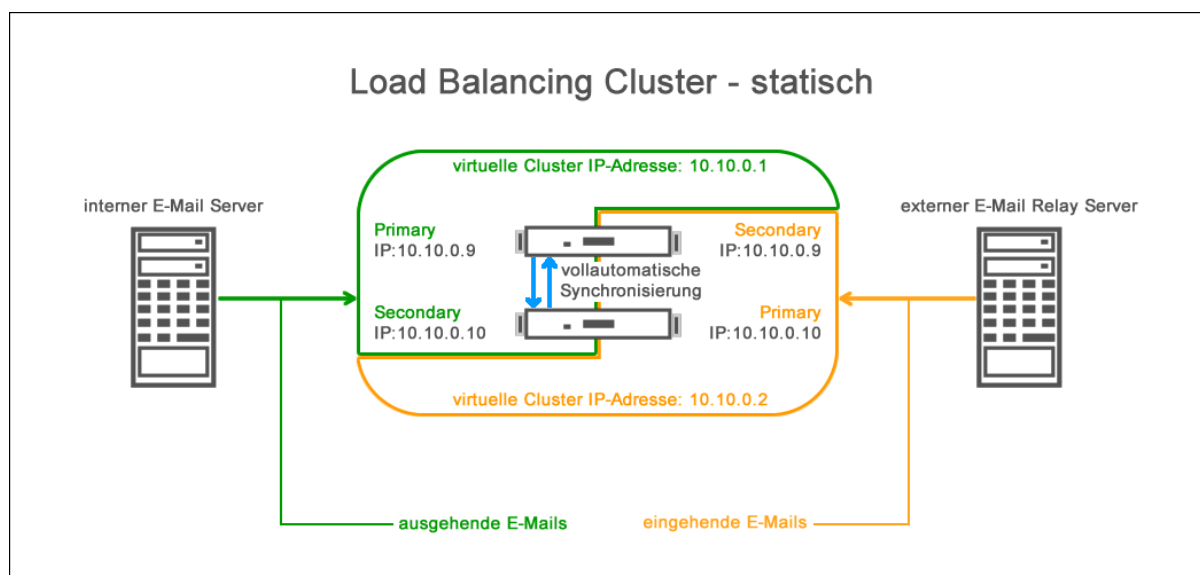 Load Balancing Cluster - statisch
virtuelle Cluster IP-Adresse: 10.10.0.1
interner E-Mail Server
externer E-Mail Relay Server
Primary
IP:10.10.0.9
Secondary
IP:10.10.0.9
vollautomatische
Synchronisierung
Secondary
IP:10.10.0.10
Primary
IP:10.10.0.10
virtuelle Cluster IP-Adresse: 10.10.0.2
ausgehende E-Mails
eingehende E-Mails